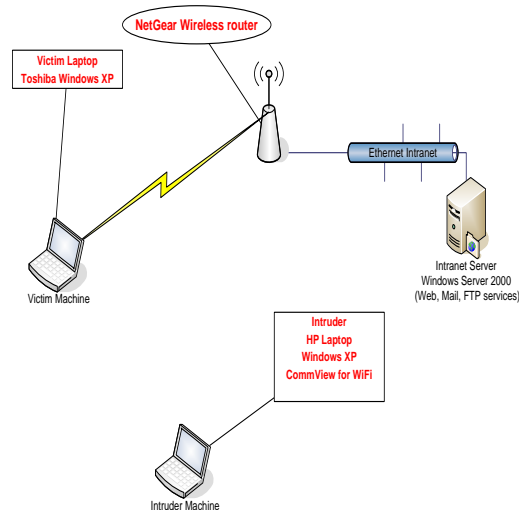 NetGear Wireless router
Victim Laptop
Toshiba Windows XP
Ethernet Intranet
Victim Machine
Intranet Server
Windows Server 2000
(Web, Mail, FTP services)
Intruder
HP Laptop
Windows XP
CommView for WiFi
Intruder Machine